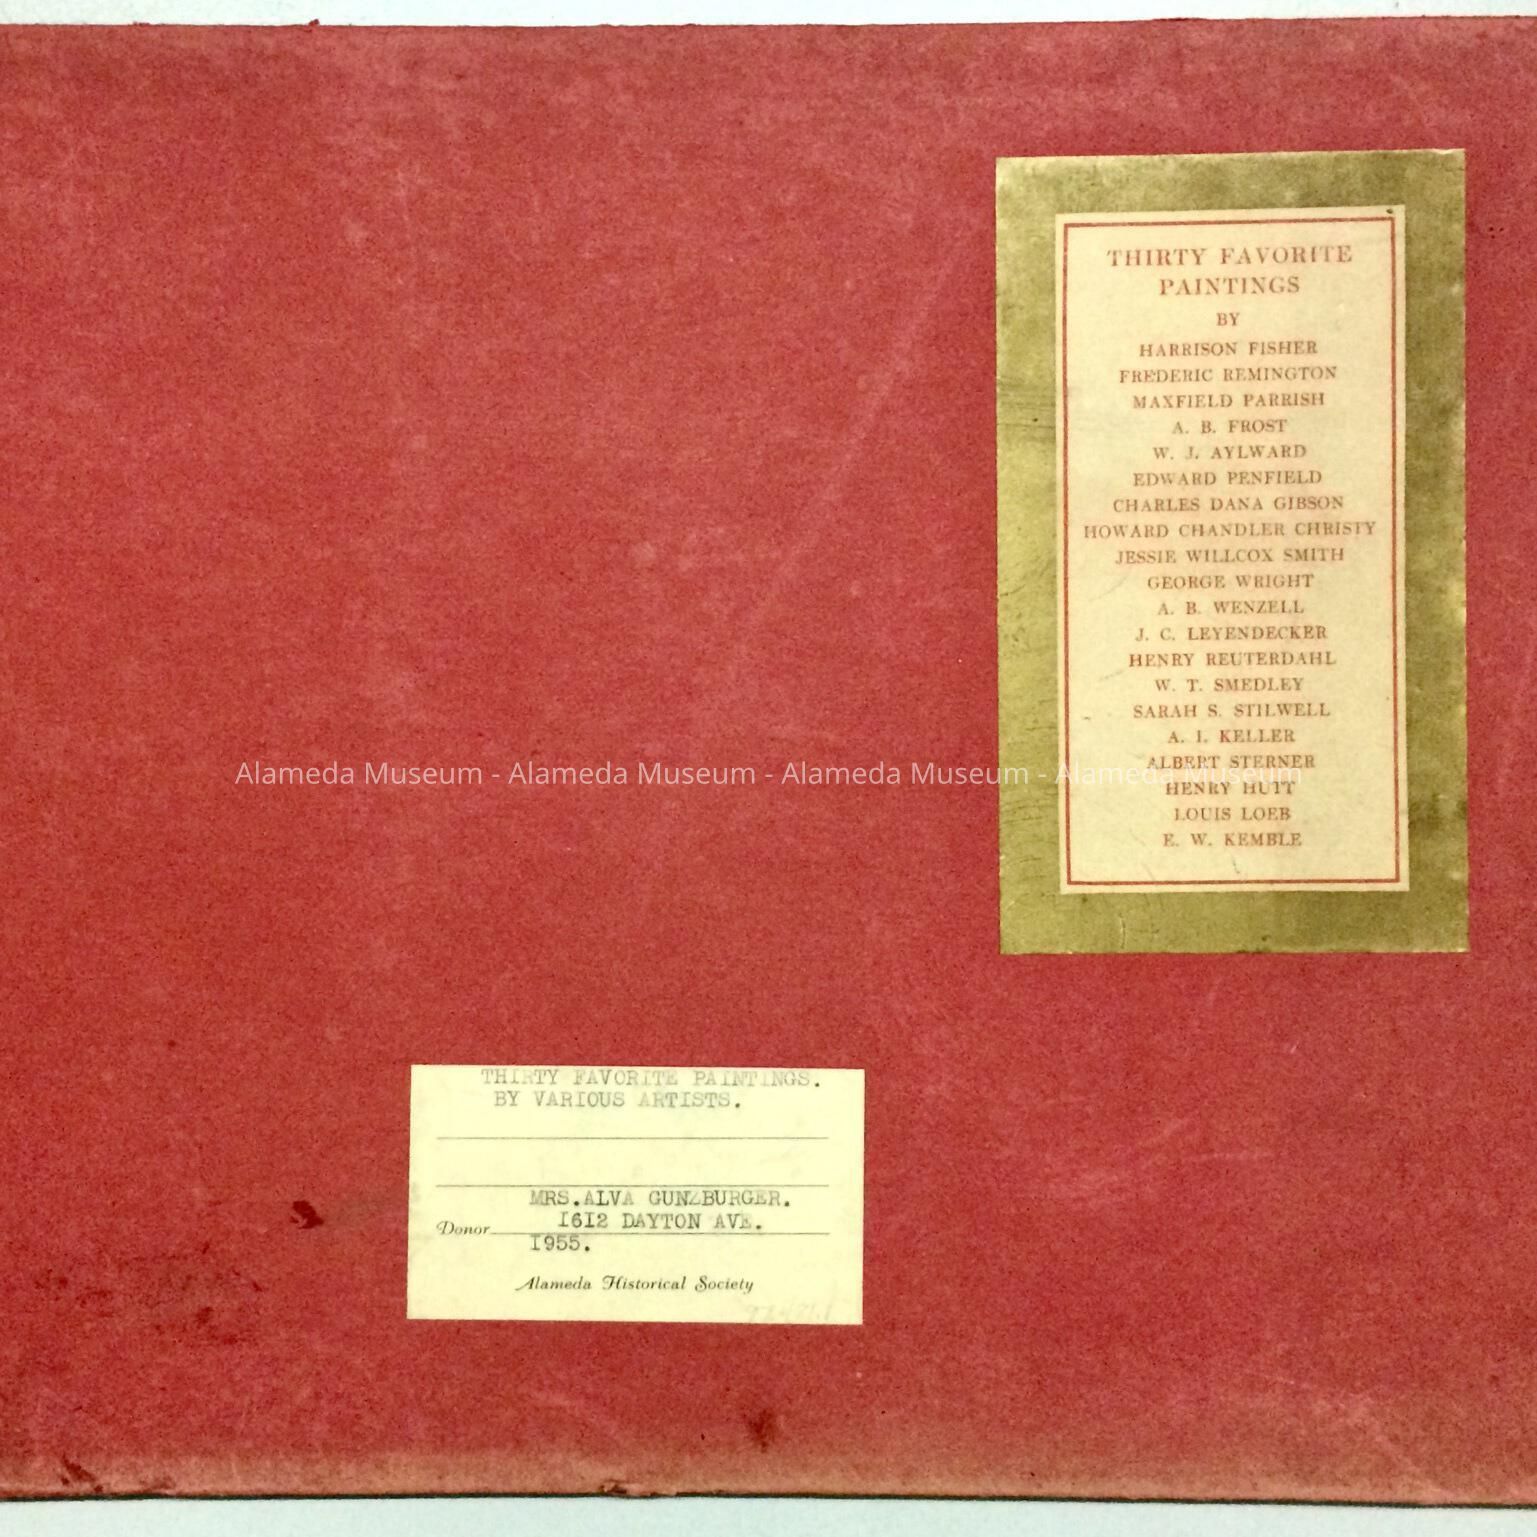 THIRTY FAVORITE
PAINTINGS
BY
HARRISON FISHER
FREDERIC REMINGTON
MAXFIELD PARRISH
A. B. FROST
W. J. AYLWARD
EDWARD PENFIELD
CHARLES DANA GIBSON
HOWARD CHANDLER CHRISTY
JESSIE WILLCOX SMITH
GEORGE WRIGHT
A. B. WENZELL
J. C. LEYENDECKER
HENRY REUTERDAHL
W. T. SMEDLEY
SARAH S. STILWELL
A. I. KELLER
ALBERT STERNER
HENRY HUTT
LOUIS LOEB
E. W. KEMBLE
Alameda Museum - Alameda Museum - Alameda Museum - Alameda Museum
THIRTY FAVORITE PAINTINGS.
BY VARIOUS ARTISTS.
MRS.ALVA GUNZBURGER.
Donor 1612 DAYTON AVE.
1955.
Alameda Historical Society